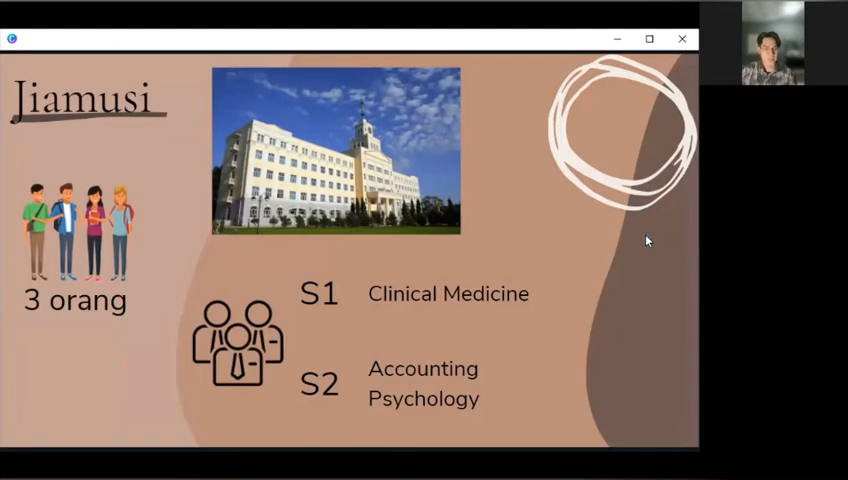 Jiamusi
3 orang
S1
Clinical Medicine
S2
Accounting
Psychology